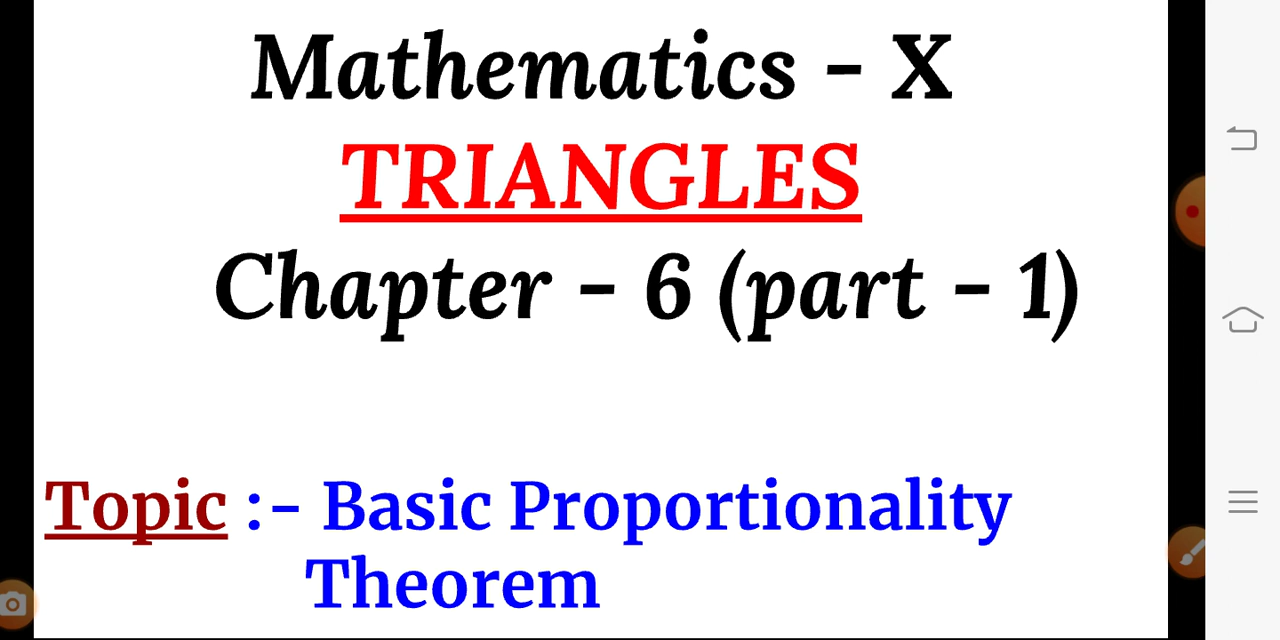 Mathematics - X
TRIANGLES
Chapter - 6 (part - 1)
Topic :- Basic Proportionality
Theorem